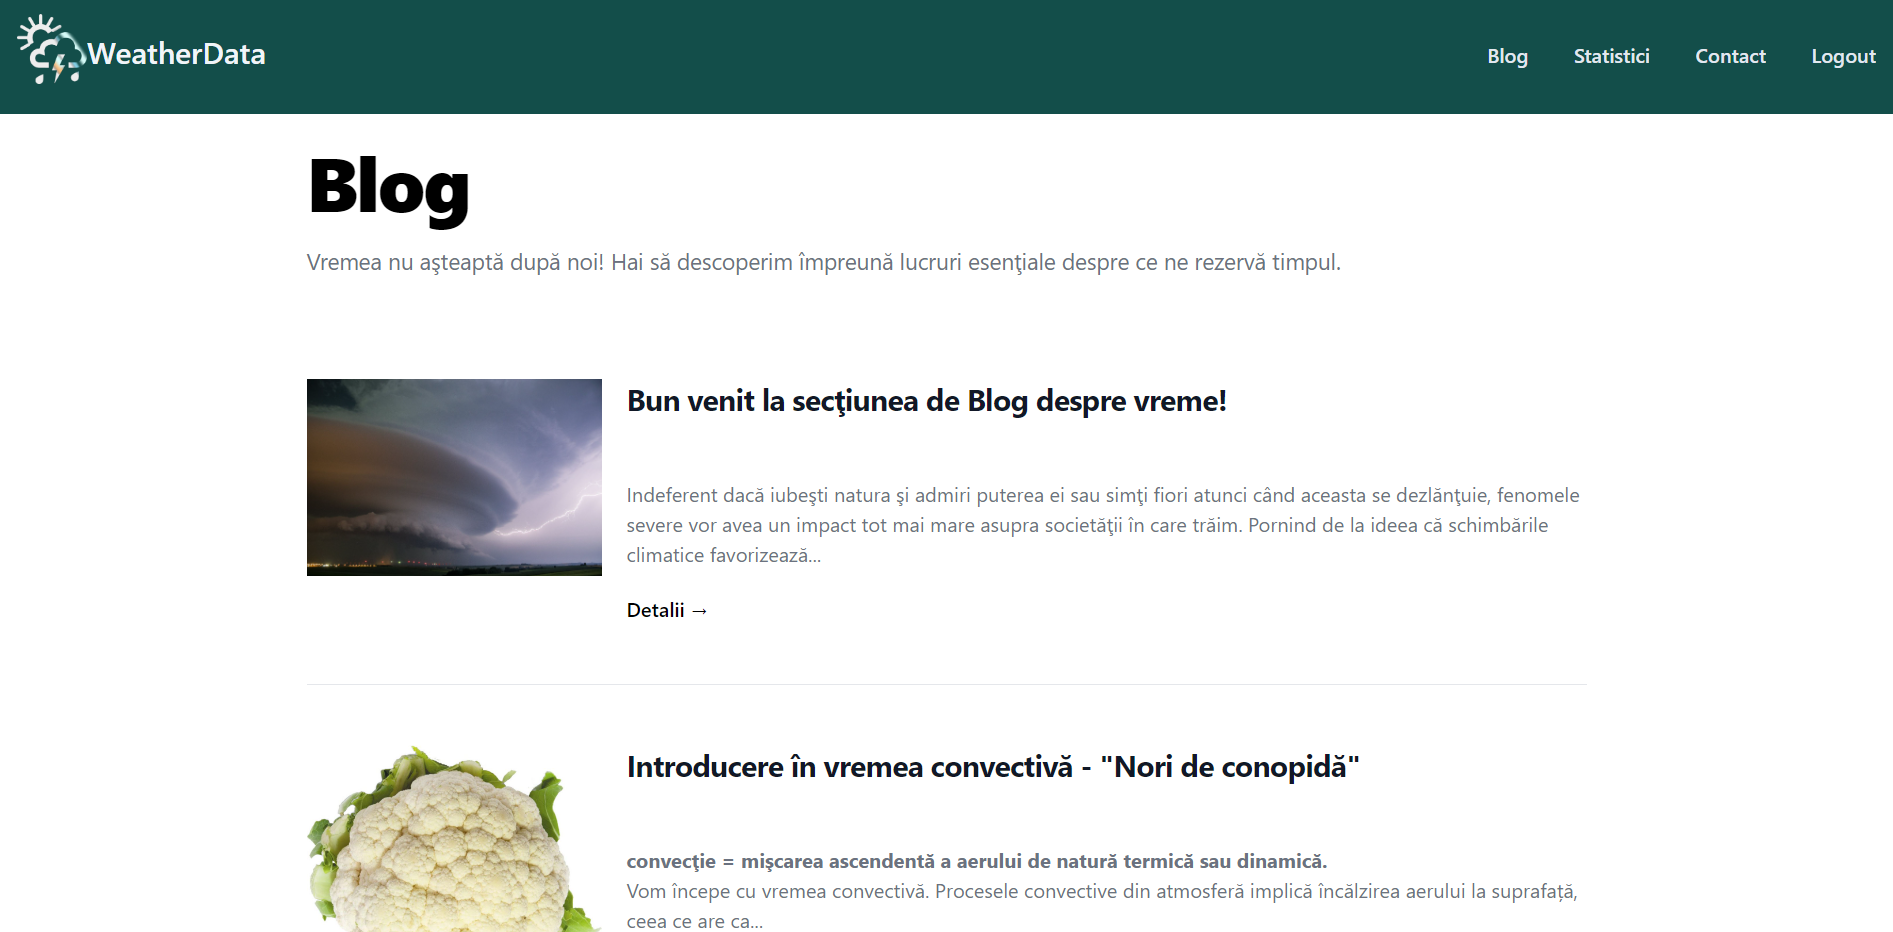 WeatherData
Blog
Statistici
Contact
Logout
Blog
Vremea nu aşteaptă după noi! Hai să descoperim împreună lucruri esenţiale despre ce ne rezervă timpul.
Bun venit la secţiunea de Blog despre vreme!
Indeferent dacă iubeşti natura şi admiri puterea ei sau simţi fiori atunci când aceasta se dezlănţuie, fenomele
severe vor avea un impact tot mai mare asupra societăţii în care trăim. Pornind de la ideea că schimbările
climatice favorizează...
Detalii →
Introducere în vremea convectivă - "Nori de conopidă"
convecţie = mişcarea ascendentă a aerului de natură termică sau dinamică.
Vom începe cu vremea convectivă. Procesele convective din atmosferă implică încălzirea aerului la suprafață,
ceea ce are ca...